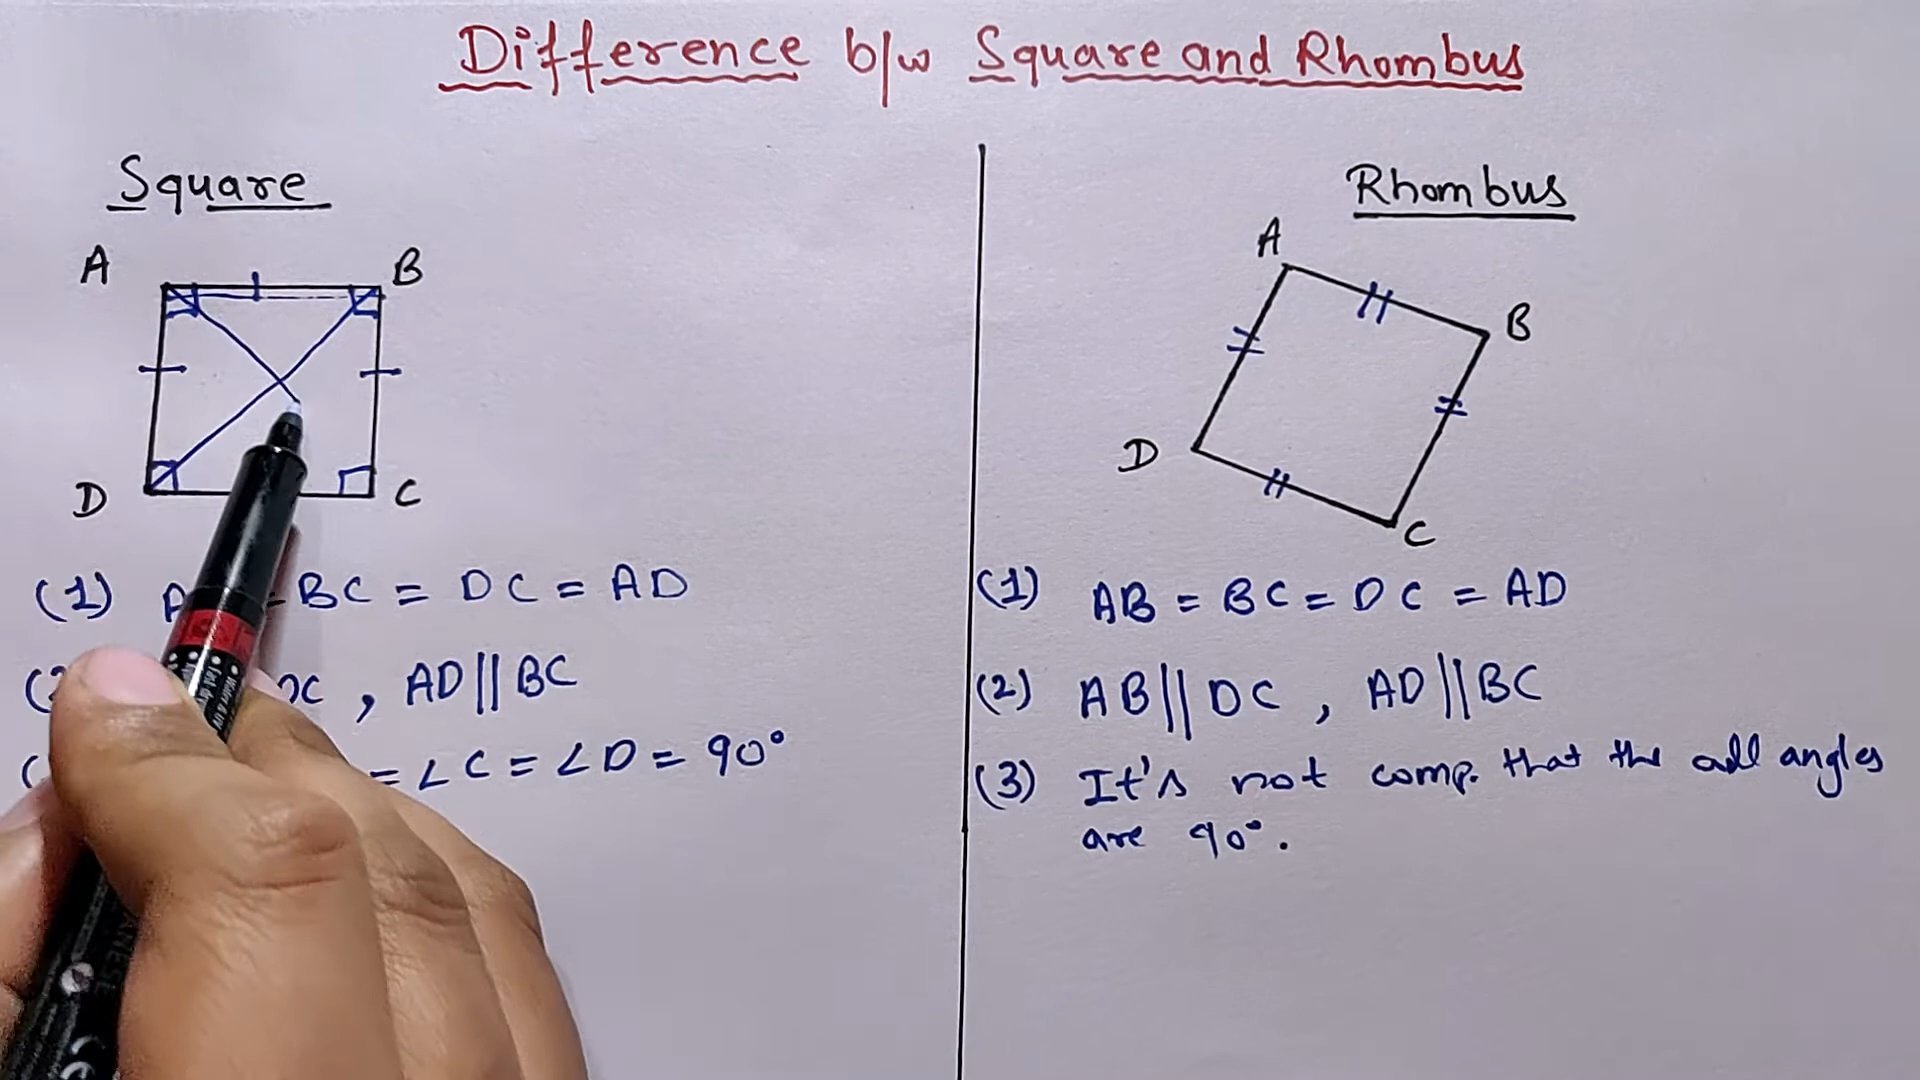 Difference b/w Square and Rhombus
Square
A
B
D
C
(1) A = BC = DC = AD
DC , AD||BC
= ∠C = ∠D = 90°
Rhombus
A
B
D
C
(1) AB = BC = DC = AD
(2) AB||DC , AD||BC
(3) It's not comp. that the all angles
are 90°.